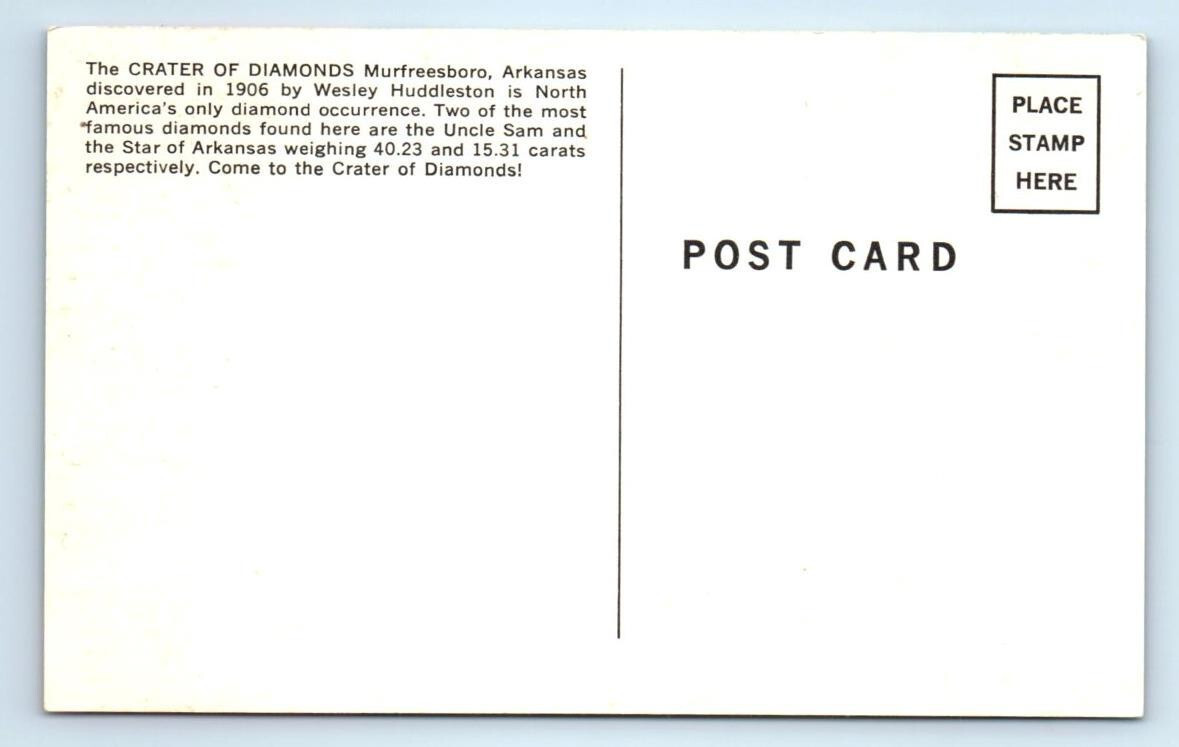 The CRATER OF DIAMONDS Murfreesboro, Arkansas
discovered in 1906 by Wesley Huddleston is North
America's only diamond occurrence. Two of the most
famous diamonds found here are the Uncle Sam and
the Star of Arkansas weighing 40.23 and 15.31 carats
respectively. Come to the Crater of Diamonds!
PLACE
STAMP
HERE
POST CARD